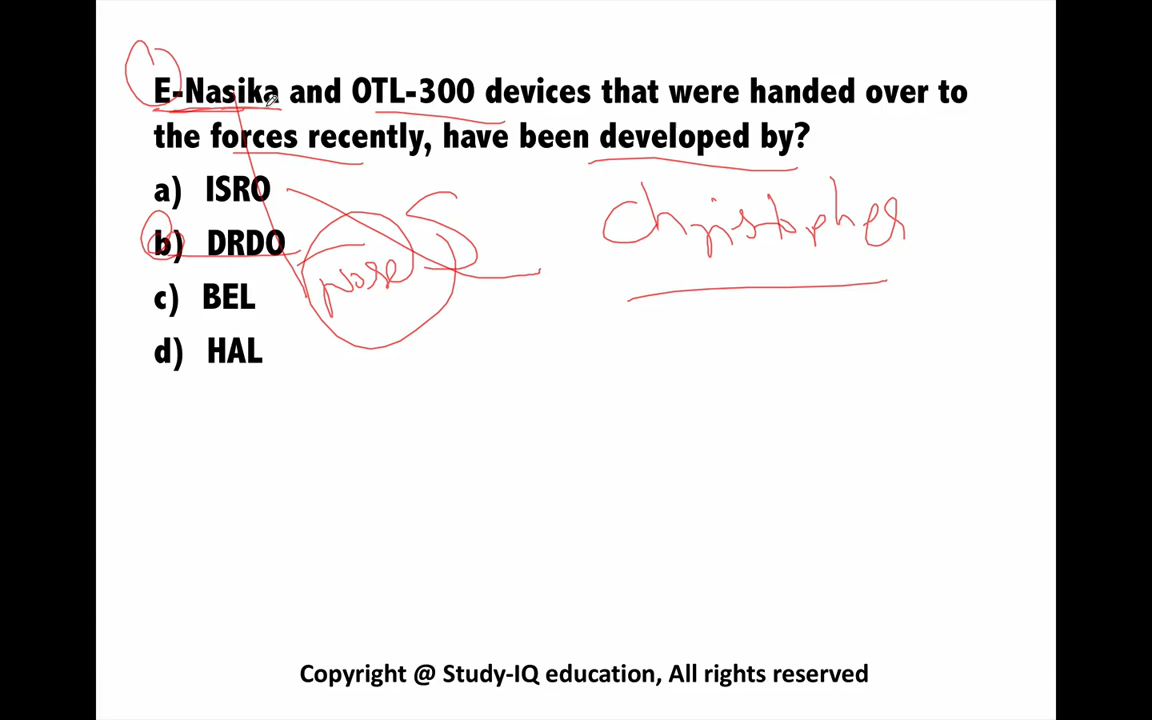 E-Nasika and OTL-300 devices that were handed over to
the forces recently, have been developed by?
a) ISRO
b) DRDO
c) BEL
d) HAL
Nose
Christopher
Copyright @ Study-IQ education, All rights reserved